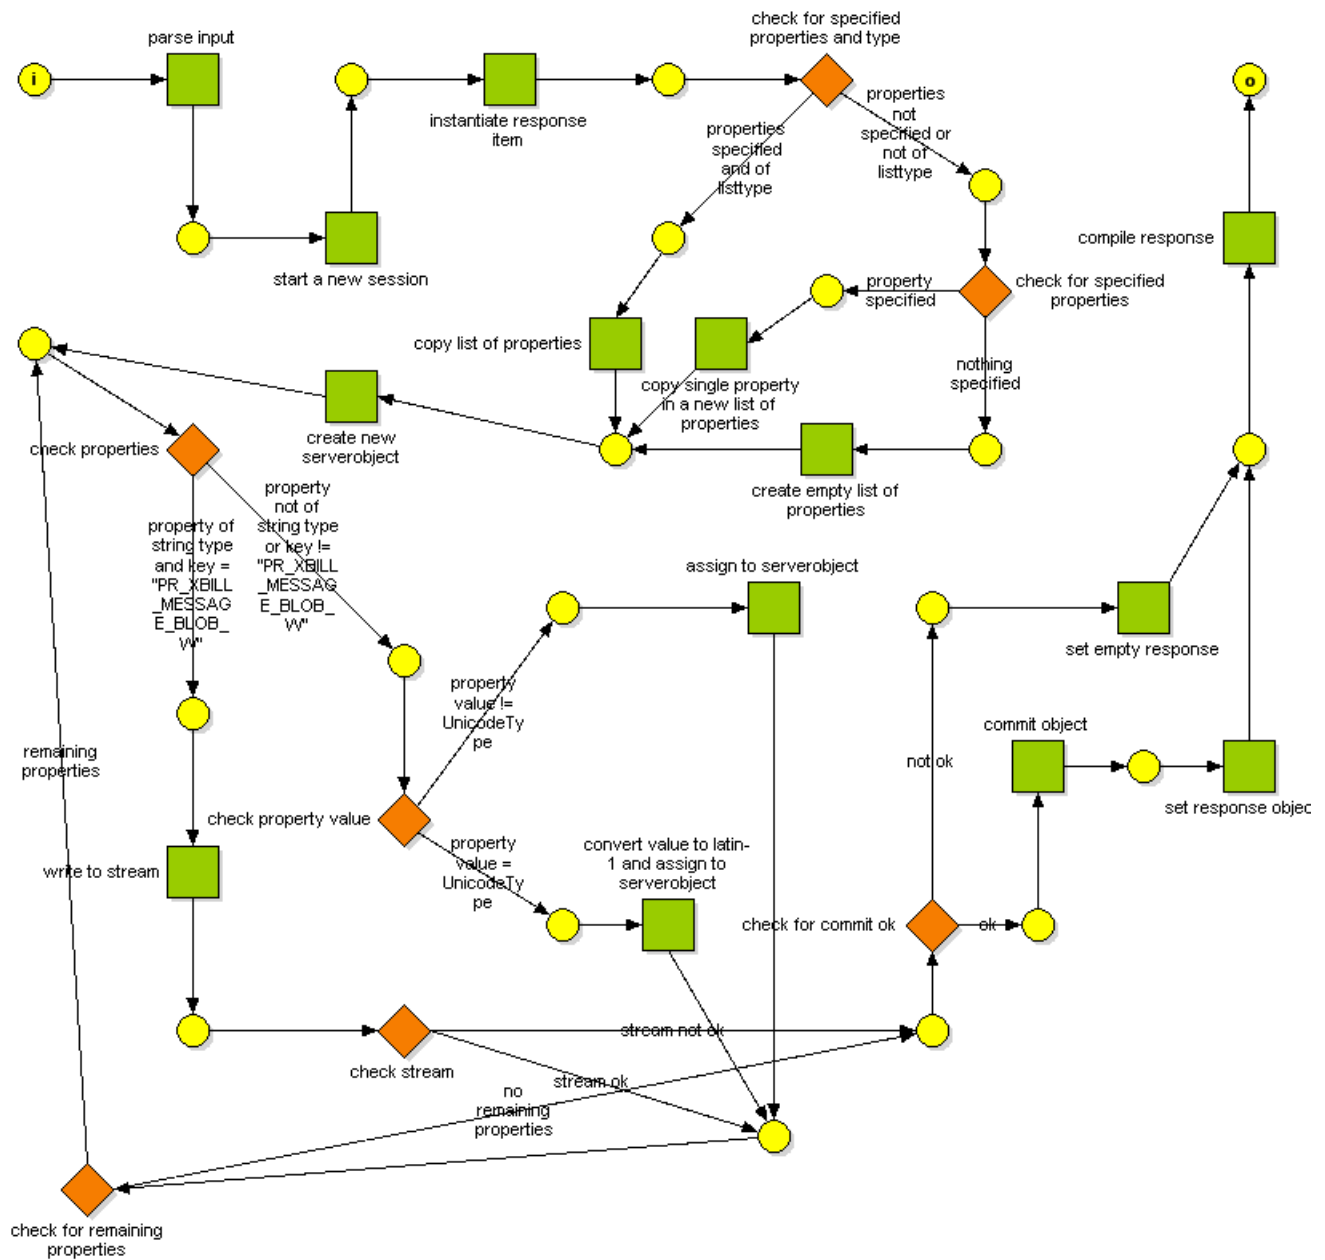 check for specified
properties and type
parse input
i
o
properties
not
specified or
not of
listtype
instantiate response
item
properties
specified
and of
listtype
compile response
start a new session
check for specified
properties
property
specified
copy list of properties
nothing
specified
copy single property
in a new list of
properties
create new
serverobject
check properties
create empty list of
properties
property
not of
string type
or key !=
"PR_XBILL
_MESSAG
E_BLOB_
W"
property of
string type
and key =
"PR_XBILL
_MESSAG
E_BLOB_
W"
assign to serverobject
set empty response
property
value !=
UnicodeTy
pe
commit object
remaining
properties
not ok
set response objec
check property value
property
value =
UnicodeTy
pe
convert value to latin-
1 and assign to
serverobject
write to stream
check for commit ok
ok
stream not ok
check stream
stream ok
no
remaining
properties
check for remaining
properties